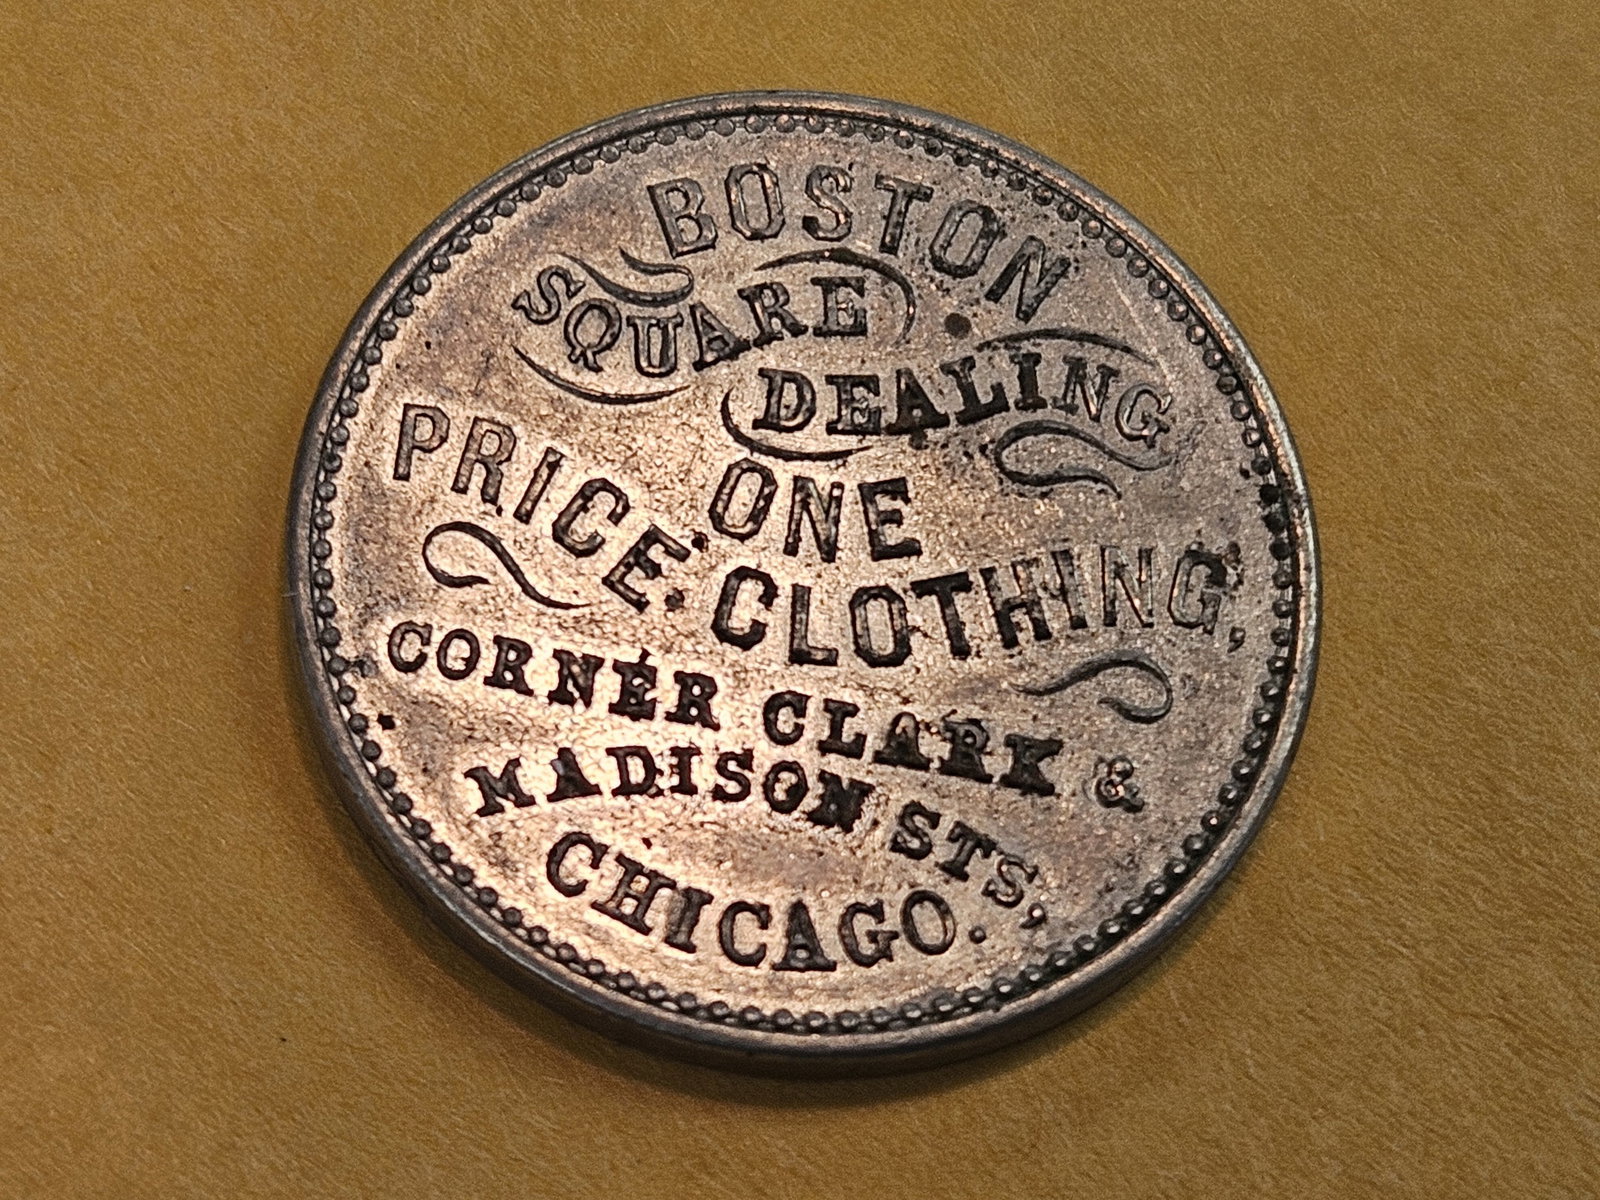 BOSTON
SQUARE
DEALING
ONE
PRICE. CLOTHING,
CORNER CLARK &
MADISON STS,
CHICAGO.